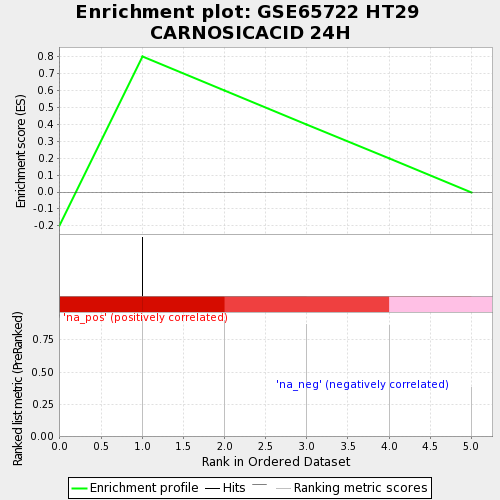 Enrichment plot: GSE65722 HT29
CARNOSICACID 24H
Enrichment score (ES)
0.8
0.7
0.6
0.5
0.4
0.3
0.2
0.1
0.0
-0.1
-0.2
'na_pos' (positively correlated)
'na_neg' (negatively correlated)
Ranked list metric (PreRanked)
0.75
0.50
0.25
0.00
0.0 0.5 1.0 1.5 2.0 2.5 3.0 3.5 4.0 4.5 5.0
Rank in Ordered Dataset
Enrichment profile Hits Ranking metric scores